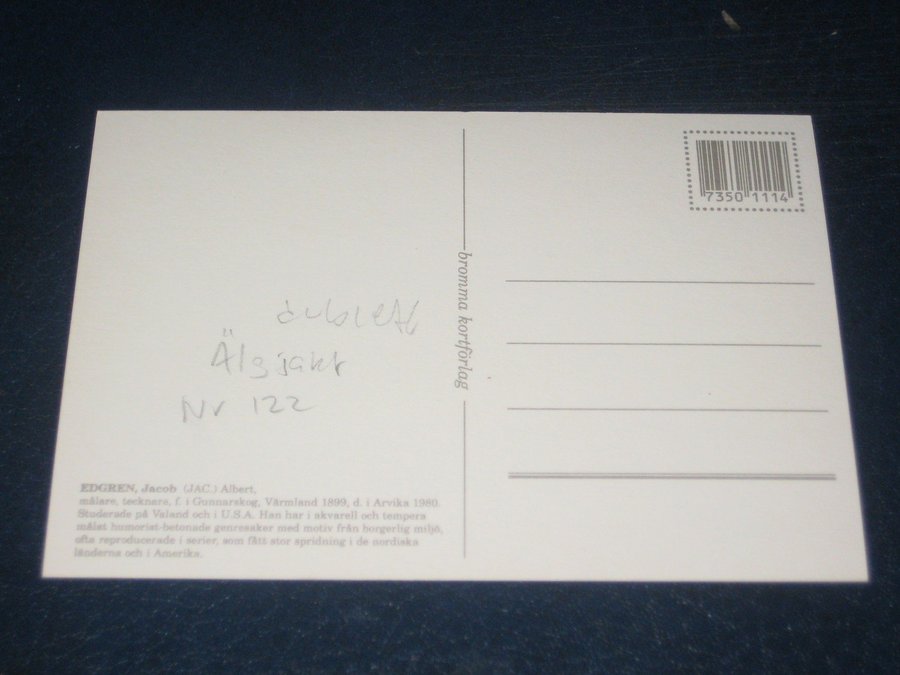 dublett
Älgjakt
Nr 122
EDGREN, Jacob (JAC.) Albert,
målare, tecknare, f. i Gunnarskog, Värmland 1899, d. i Arvika 1980.
Studerade på Valand och i U.S.A. Han har i akvarell och tempera
målat humorist-betonade genresaker med motiv från borgerlig miljö,
ofta reproducerade i serier, som fått stor spridning i de nordiska
länderna och i Amerika.
bromma kortförlag
7350 1114